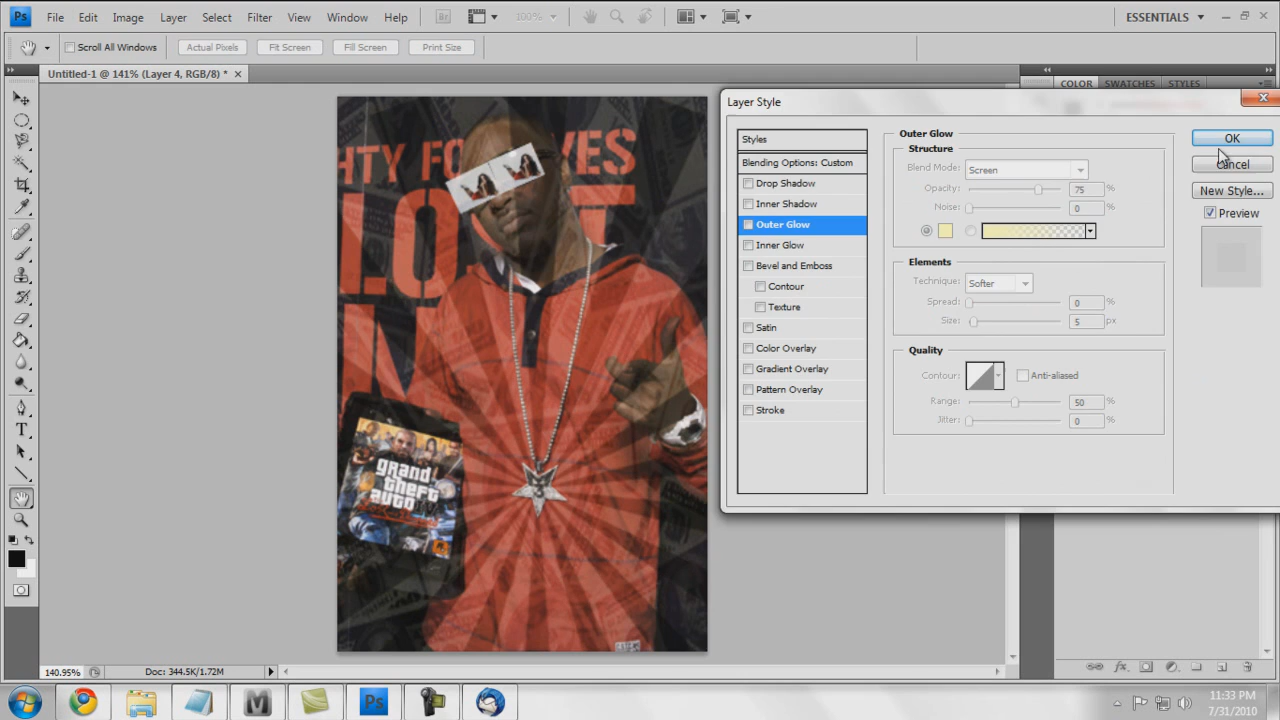 Ps File Edit Image Layer Select Filter View Window Help Br 100% ESSENTIALS
Scroll All Windows Actual Pixels Fit Screen Fill Screen Print Size
Untitled-1 @ 141% (Layer 4, RGB/8) *
COLOR SWATCHES STYLES
Layer Style
Styles
Blending Options: Custom
Drop Shadow
Inner Shadow
Outer Glow
Inner Glow
Bevel and Emboss
Contour
Texture
Satin
Color Overlay
Gradient Overlay
Pattern Overlay
Stroke
Outer Glow
Structure
Blend Mode: Screen
Opacity: 75 %
Noise: 0 %
Elements
Technique: Softer
Spread: 0 %
Size: 5 px
Quality
Contour: Anti-aliased
Range: 50 %
Jitter: 0 %
OK
Cancel
New Style...
Preview
HTY FO YES
grand
theft
auto
140.95% Doc: 344.5K/1.72M
Ps
11:33 PM
7/31/2010